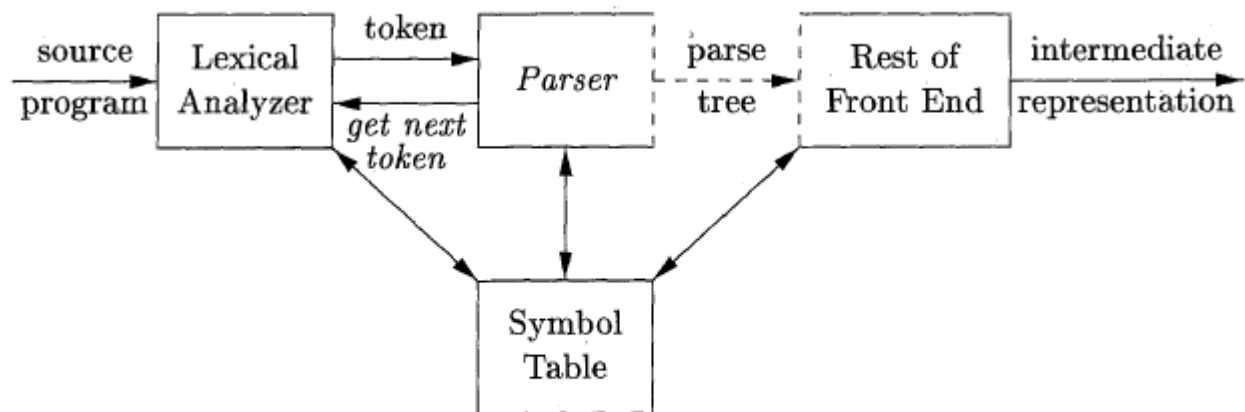 source
program
Lexical
Analyzer
token
get next
token
Parser
parse
tree
Rest of
Front End
intermediate
representation
Symbol
Table